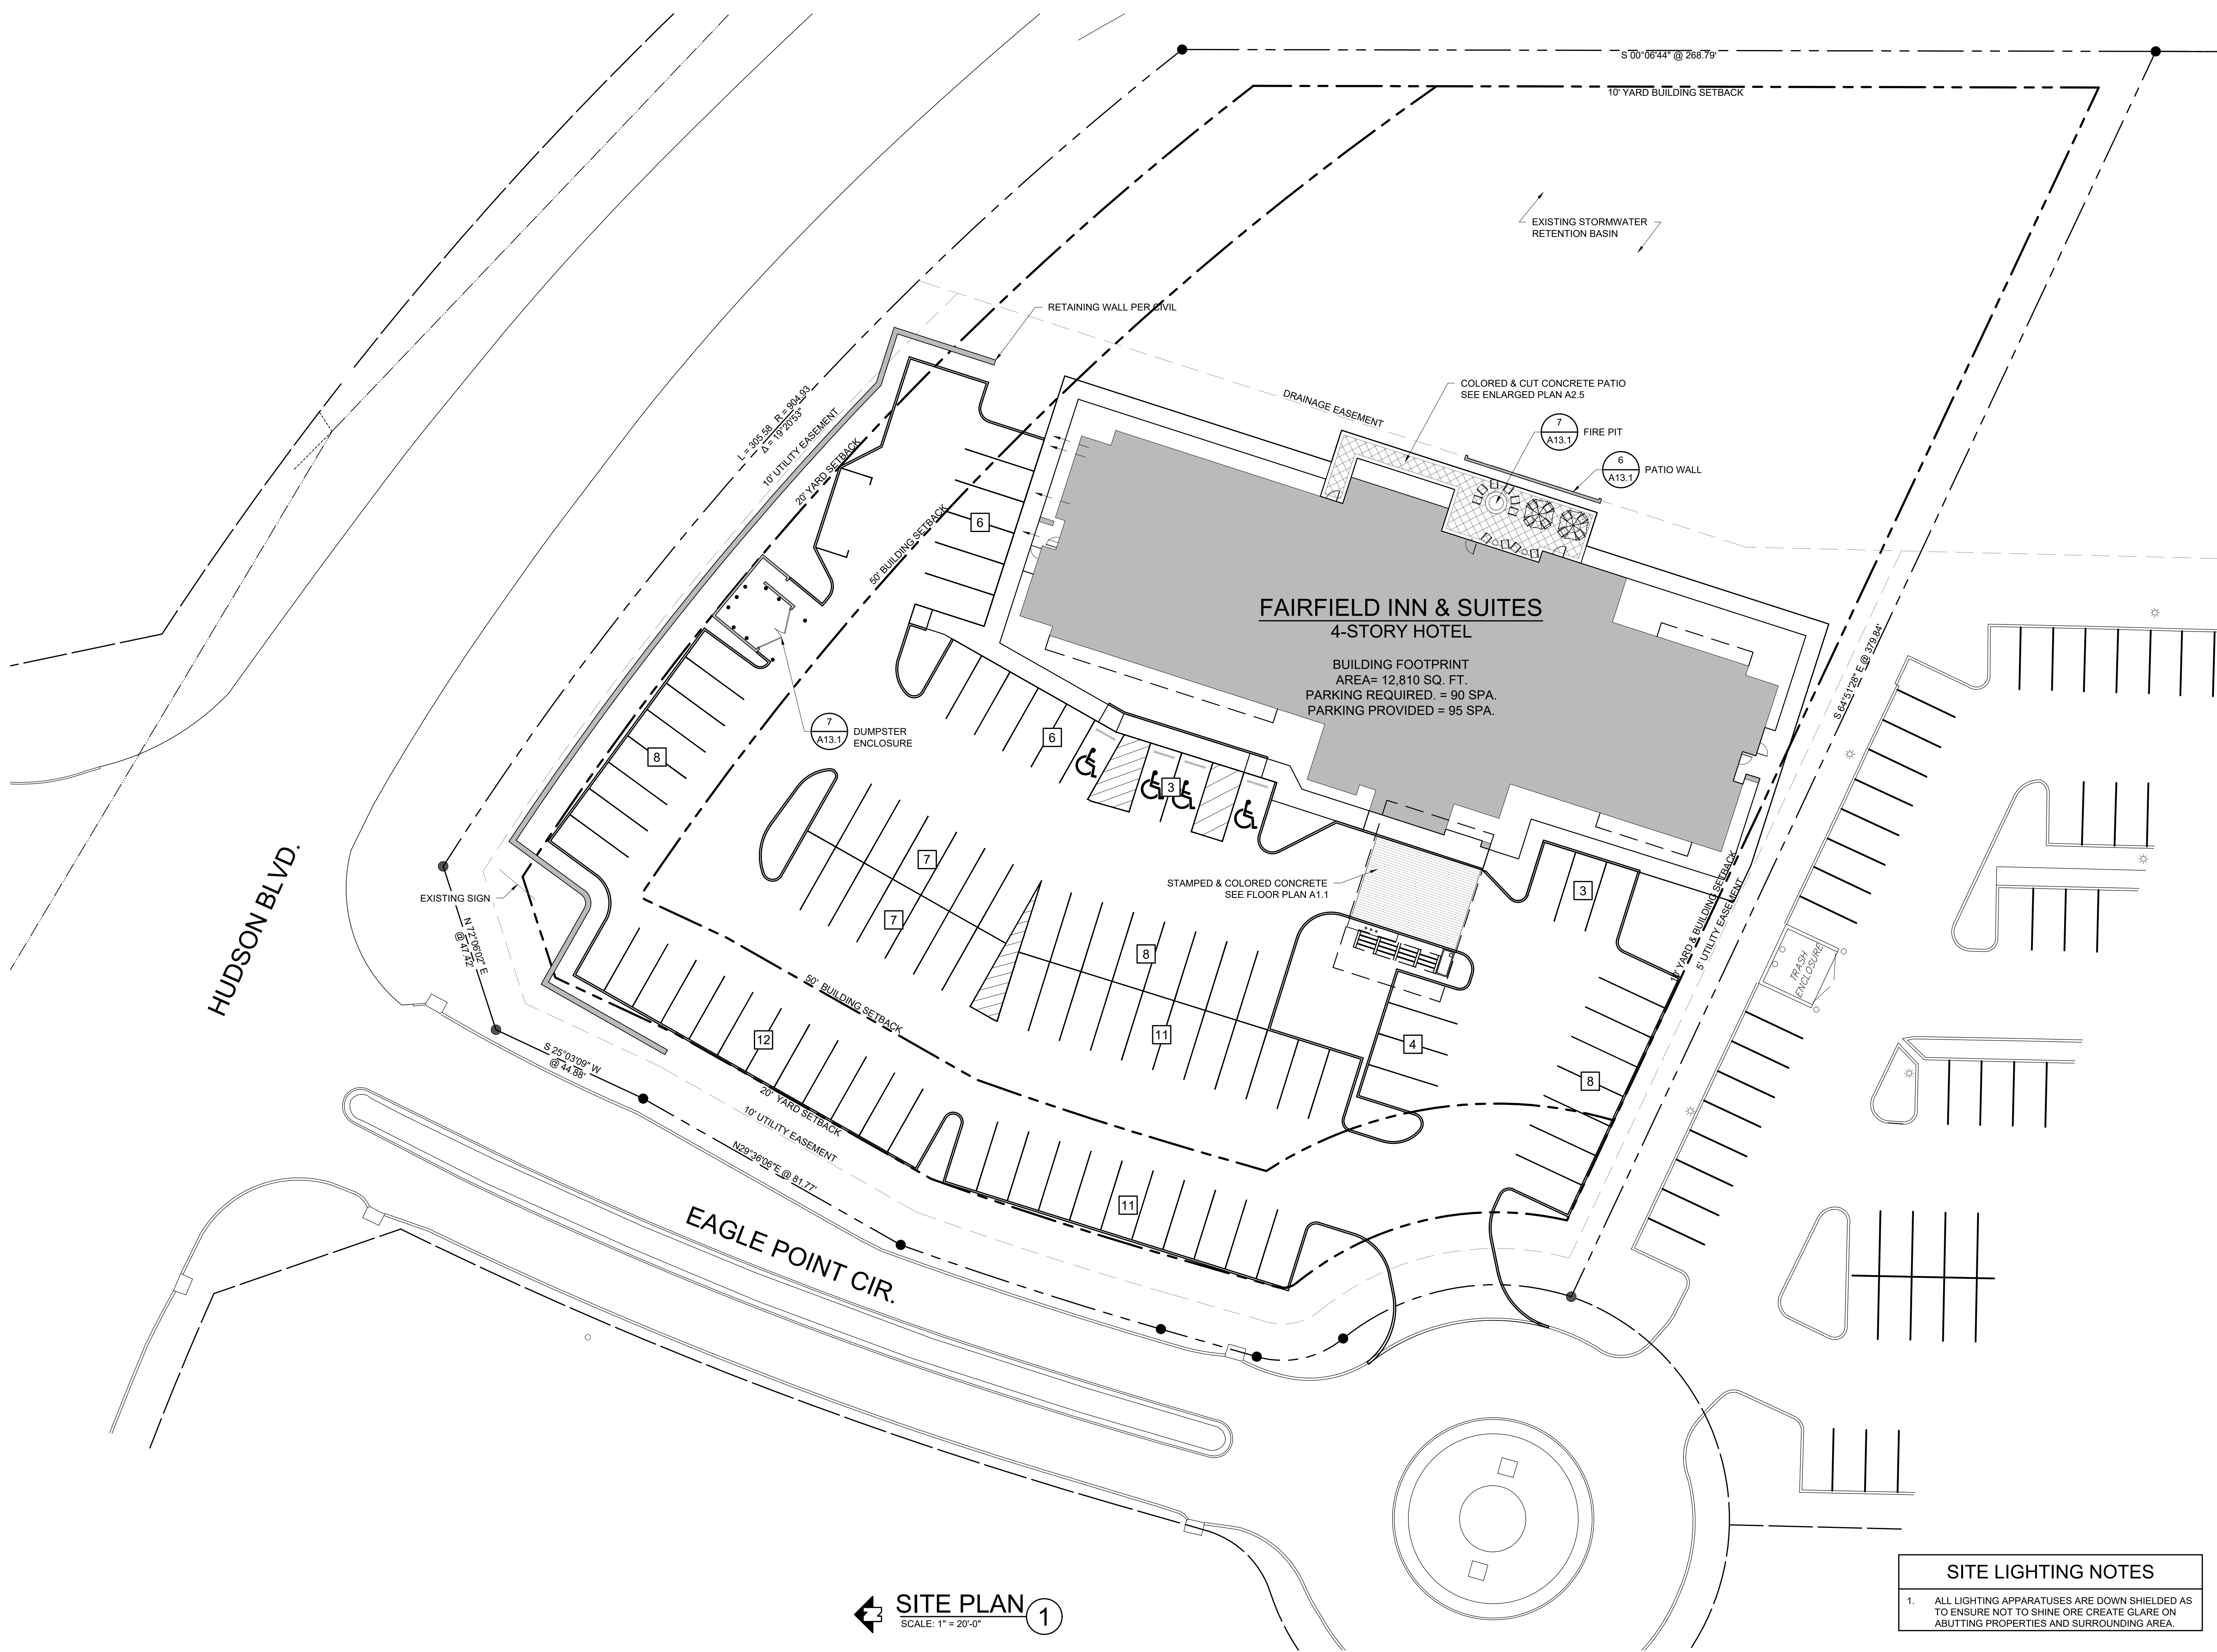 S 00°06'44" @ 268.79'
10' YARD BUILDING SETBACK
EXISTING STORMWATER
RETENTION BASIN
RETAINING WALL PER CIVIL
L = 305.58   R = 904.93
Δ = 19°20'53"
10' UTILITY EASEMENT
20' YARD SETBACK
50' BUILDING SETBACK
DRAINAGE EASEMENT
COLORED & CUT CONCRETE PATIO
SEE ENLARGED PLAN A2.5
7
A13.1
FIRE PIT
6
A13.1
PATIO WALL
6
FAIRFIELD INN & SUITES
4-STORY HOTEL
BUILDING FOOTPRINT
AREA= 12,810 SQ. FT.
PARKING REQUIRED. = 90 SPA.
PARKING PROVIDED = 95 SPA.
S 64°51'28" E @ 379.84'
7
A13.1
DUMPSTER
ENCLOSURE
8
6
3
7
7
EXISTING SIGN
STAMPED & COLORED CONCRETE
SEE FLOOR PLAN A1.1
3
10' YARD & BUILDING SETBACK
5' UTILITY EASEMENT
TRASH
ENCLOSURE
HUDSON BLVD.
N 72°06'02" E
@ 47.42'
8
50' BUILDING SETBACK
12
11
4
8
S 25°03'09" W
@ 44.88'
20' YARD SETBACK
10' UTILITY EASEMENT
N29°36'06"E @ 81.77'
11
EAGLE POINT CIR.
SITE PLAN
1
SCALE: 1" = 20'-0"
Z
SITE LIGHTING NOTES
1. ALL LIGHTING APPARATUSES ARE DOWN SHIELDED AS
TO ENSURE NOT TO SHINE ORE CREATE GLARE ON
ABUTTING PROPERTIES AND SURROUNDING AREA.